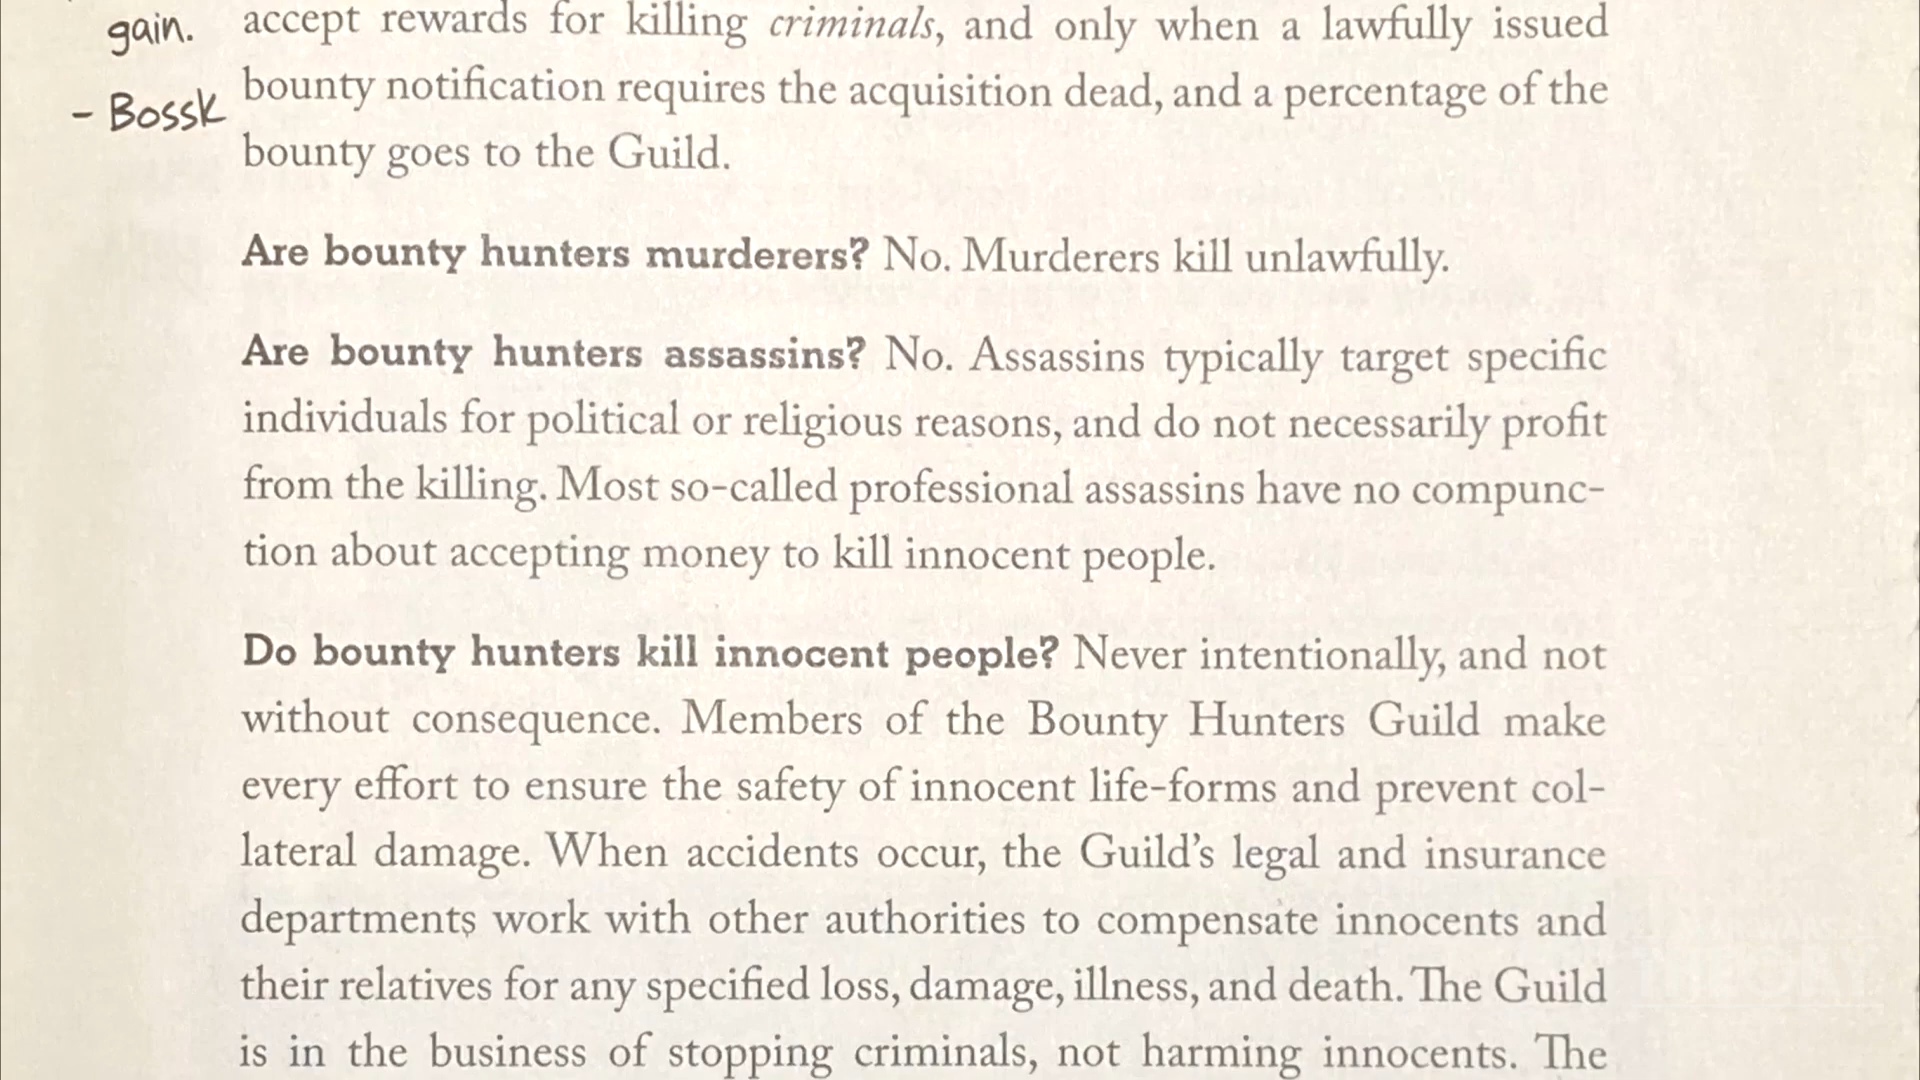 gain.
- Bossk
accept rewards for killing criminals, and only when a lawfully issued
bounty notification requires the acquisition dead, and a percentage of the
bounty goes to the Guild.
Are bounty hunters murderers? No. Murderers kill unlawfully.
Are bounty hunters assassins? No. Assassins typically target specific
individuals for political or religious reasons, and do not necessarily profit
from the killing. Most so-called professional assassins have no compunc-
tion about accepting money to kill innocent people.
Do bounty hunters kill innocent people? Never intentionally, and not
without consequence. Members of the Bounty Hunters Guild make
every effort to ensure the safety of innocent life-forms and prevent col-
lateral damage. When accidents occur, the Guild's legal and insurance
departments work with other authorities to compensate innocents and
their relatives for any specified loss, damage, illness, and death. The Guild
is in the business of stopping criminals, not harming innocents. The